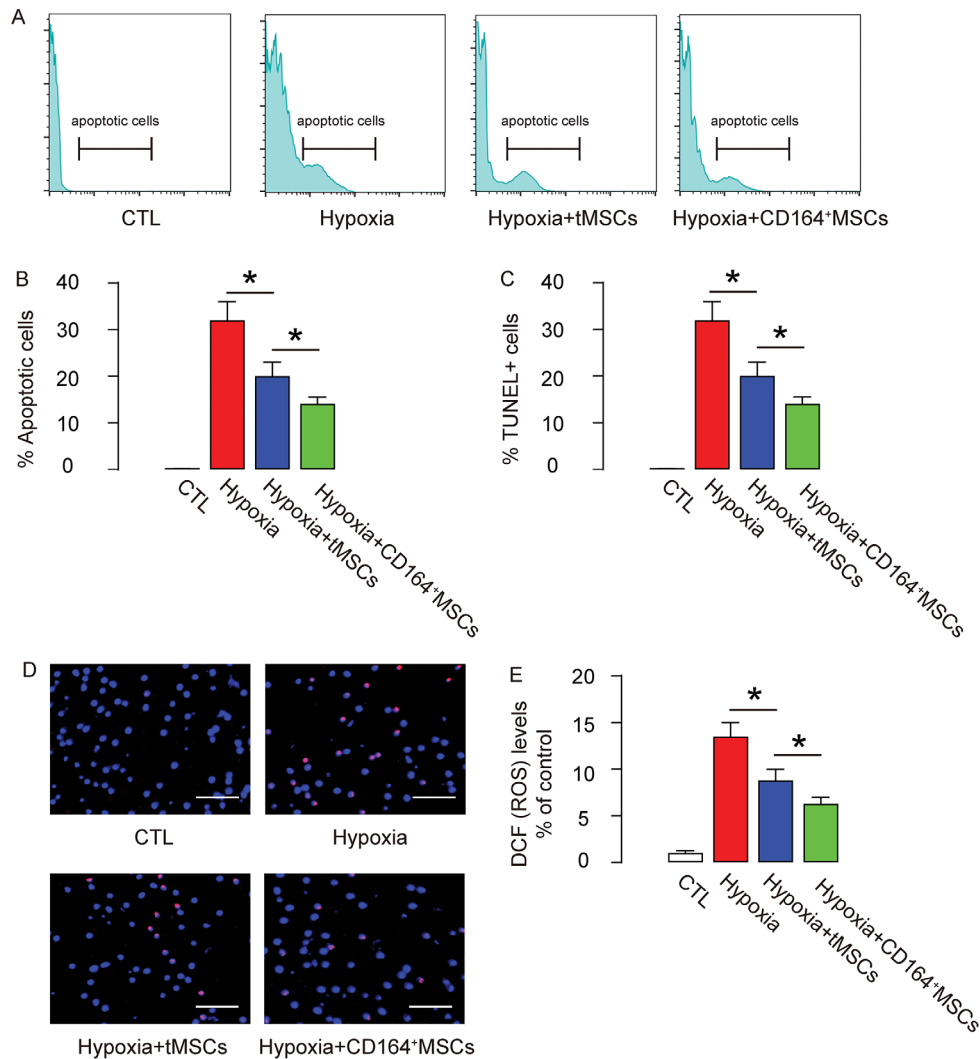 A
apoptotic cells
apoptotic cells
apoptotic cells
apoptotic cells
CTL
Hypoxia
Hypoxia+tMSCs
Hypoxia+CD164⁺MSCs
B
% Apoptotic cells
40
30
20
10
0
*
*
CTL
Hypoxia
Hypoxia+tMSCs
Hypoxia+CD164⁺MSCs
C
% TUNEL+ cells
40
30
20
10
0
*
*
CTL
Hypoxia
Hypoxia+tMSCs
Hypoxia+CD164⁺MSCs
D
CTL
Hypoxia
Hypoxia+tMSCs
Hypoxia+CD164⁺MSCs
E
DCF (ROS) levels
% of control
20
15
10
5
0
*
*
CTL
Hypoxia
Hypoxia+tMSCs
Hypoxia+CD164⁺MSCs